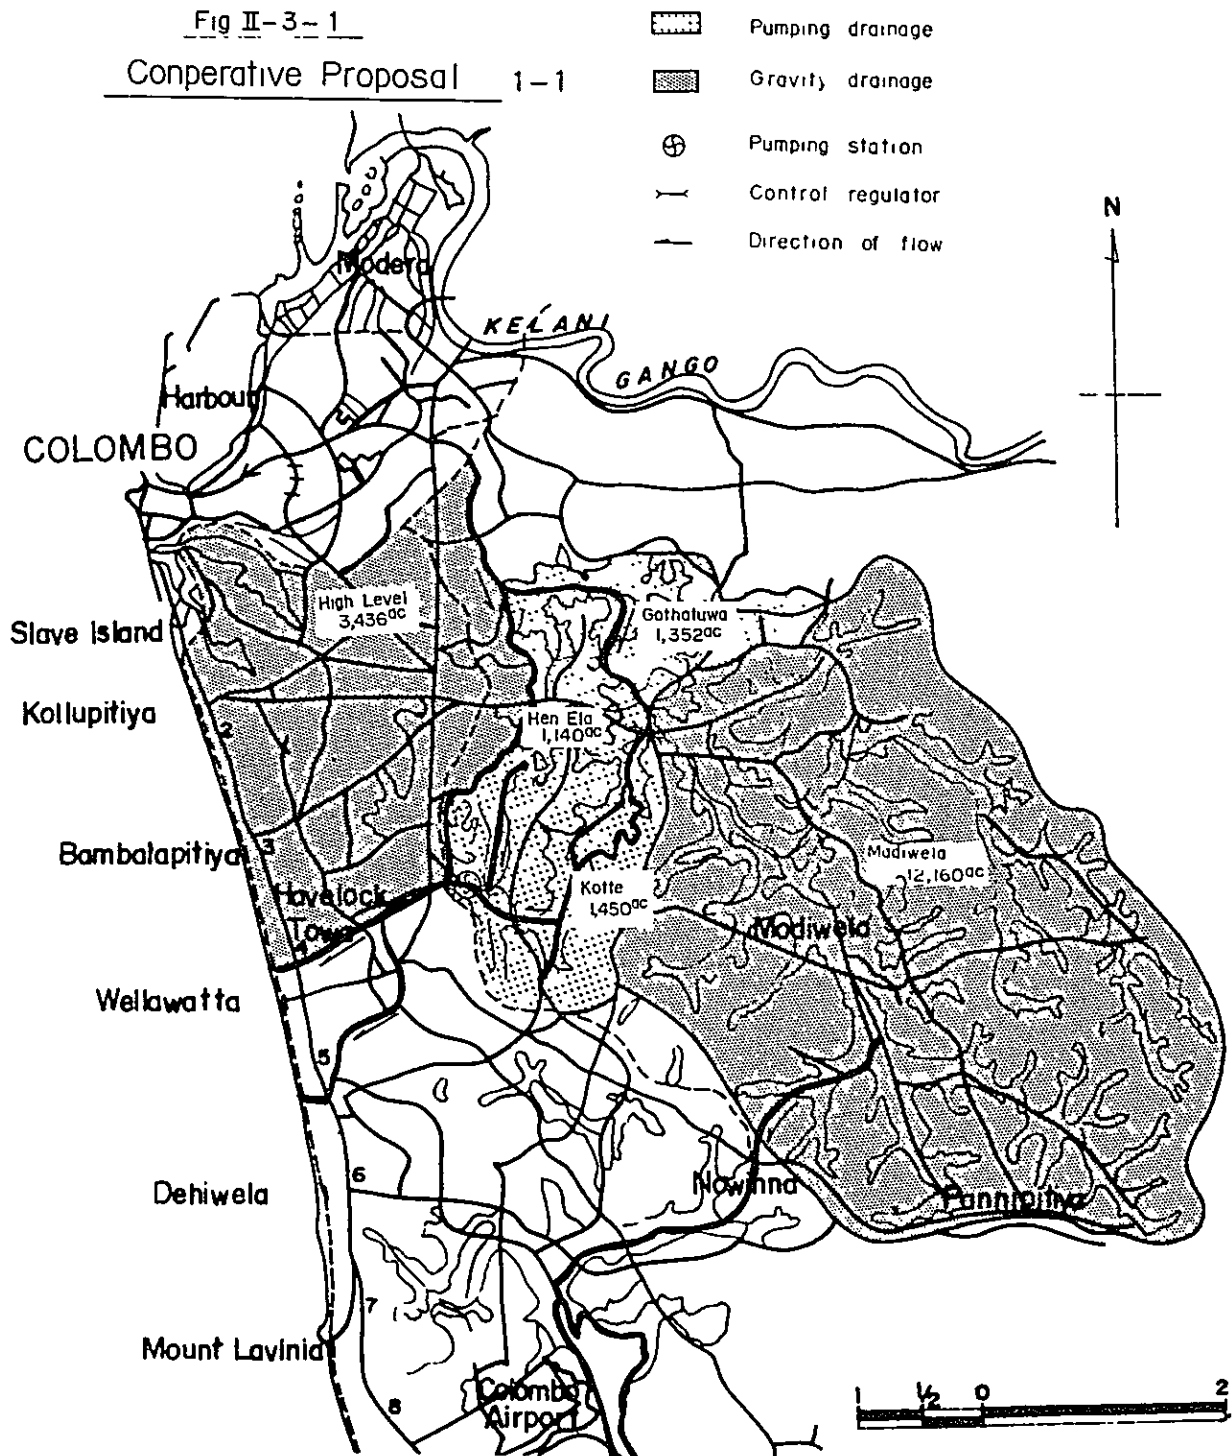 Fig II-3-1
Conperative Proposal 1-1
Pumping drainage
Gravity drainage
Pumping station
Control regulator
Direction of flow
N
Modera
KELANI
GANGO
Harbour
COLOMBO
High Level
3,436ac
Slave Island
Gothatuwa
1,352ac
Kollupitiya
2
Hen Ela
1,140ac
Bambalapitiya
3
Madiwela
12,160ac
Havelock
Town
4
Kotte
1,450ac
Madiwela
Wellawatta
5
Dehiwela
6
Nawinna
Pannipitiya
7
Mount Lavinia
8
Colombo
Airport
1 1/2 0 2